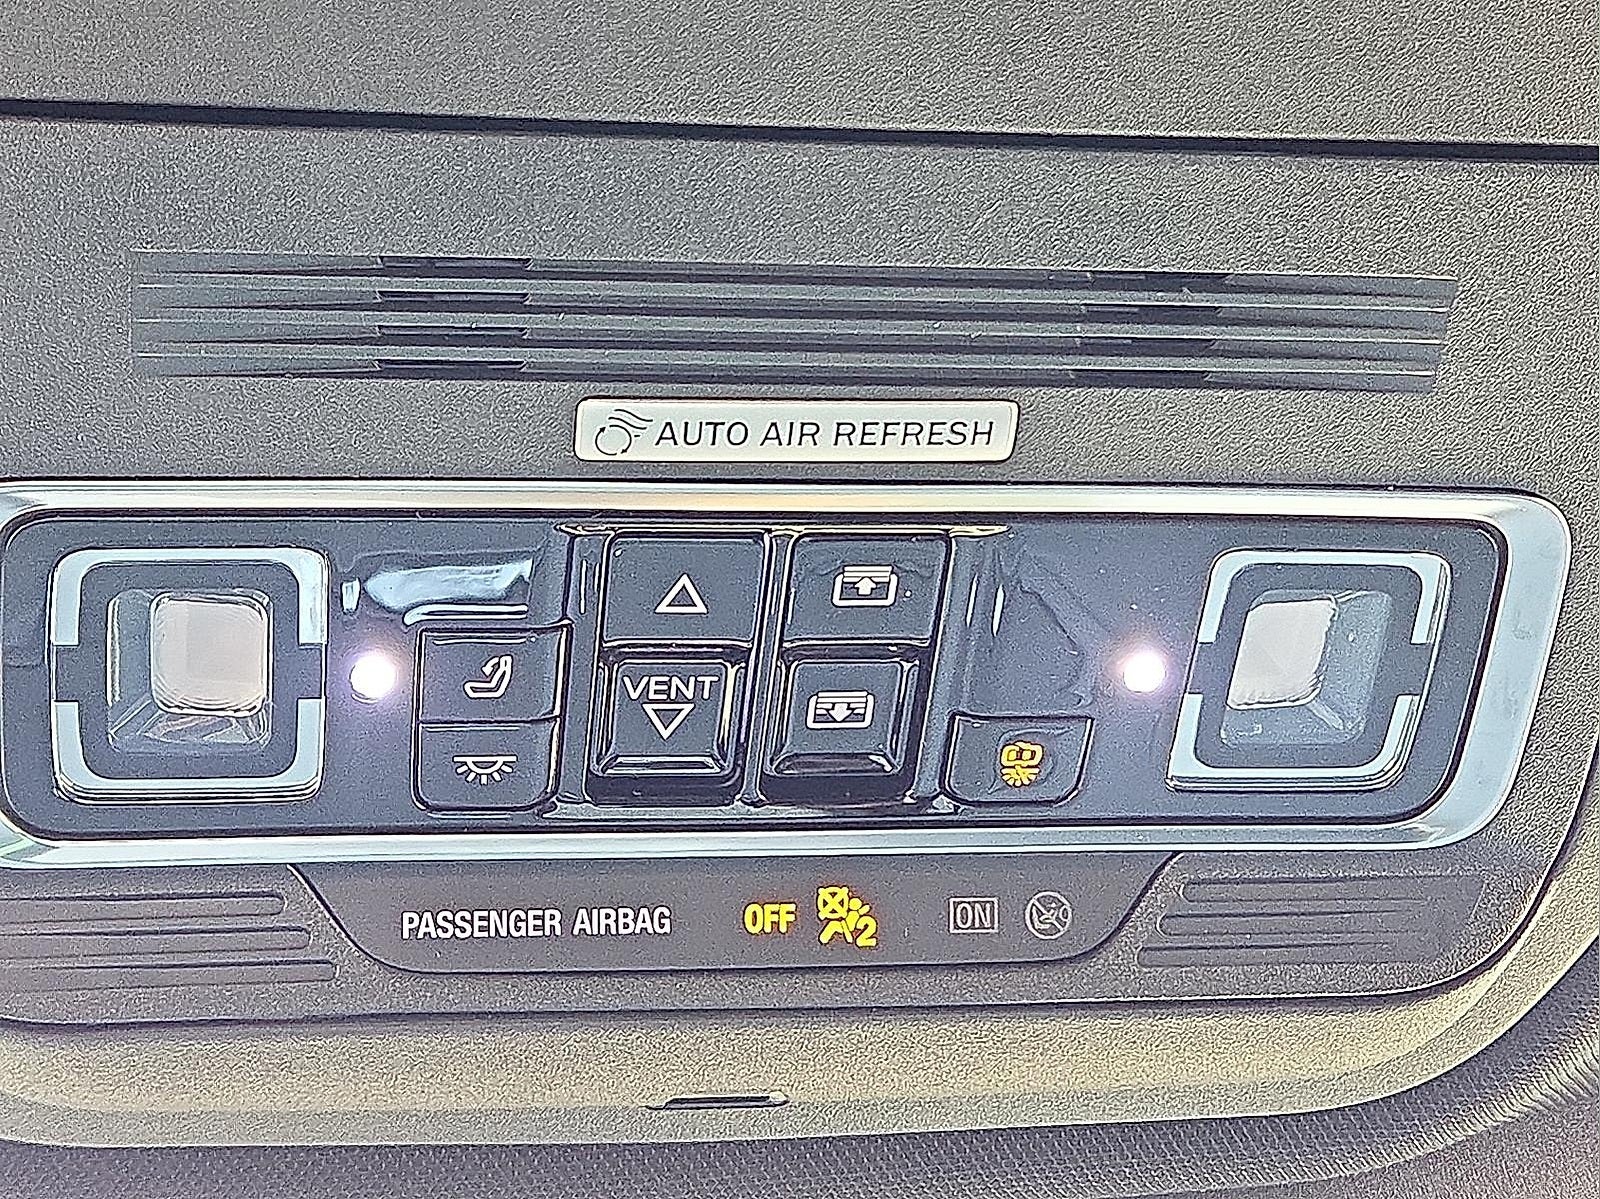 AUTO AIR REFRESH
VENT
PASSENGER AIRBAG OFF 2 ON